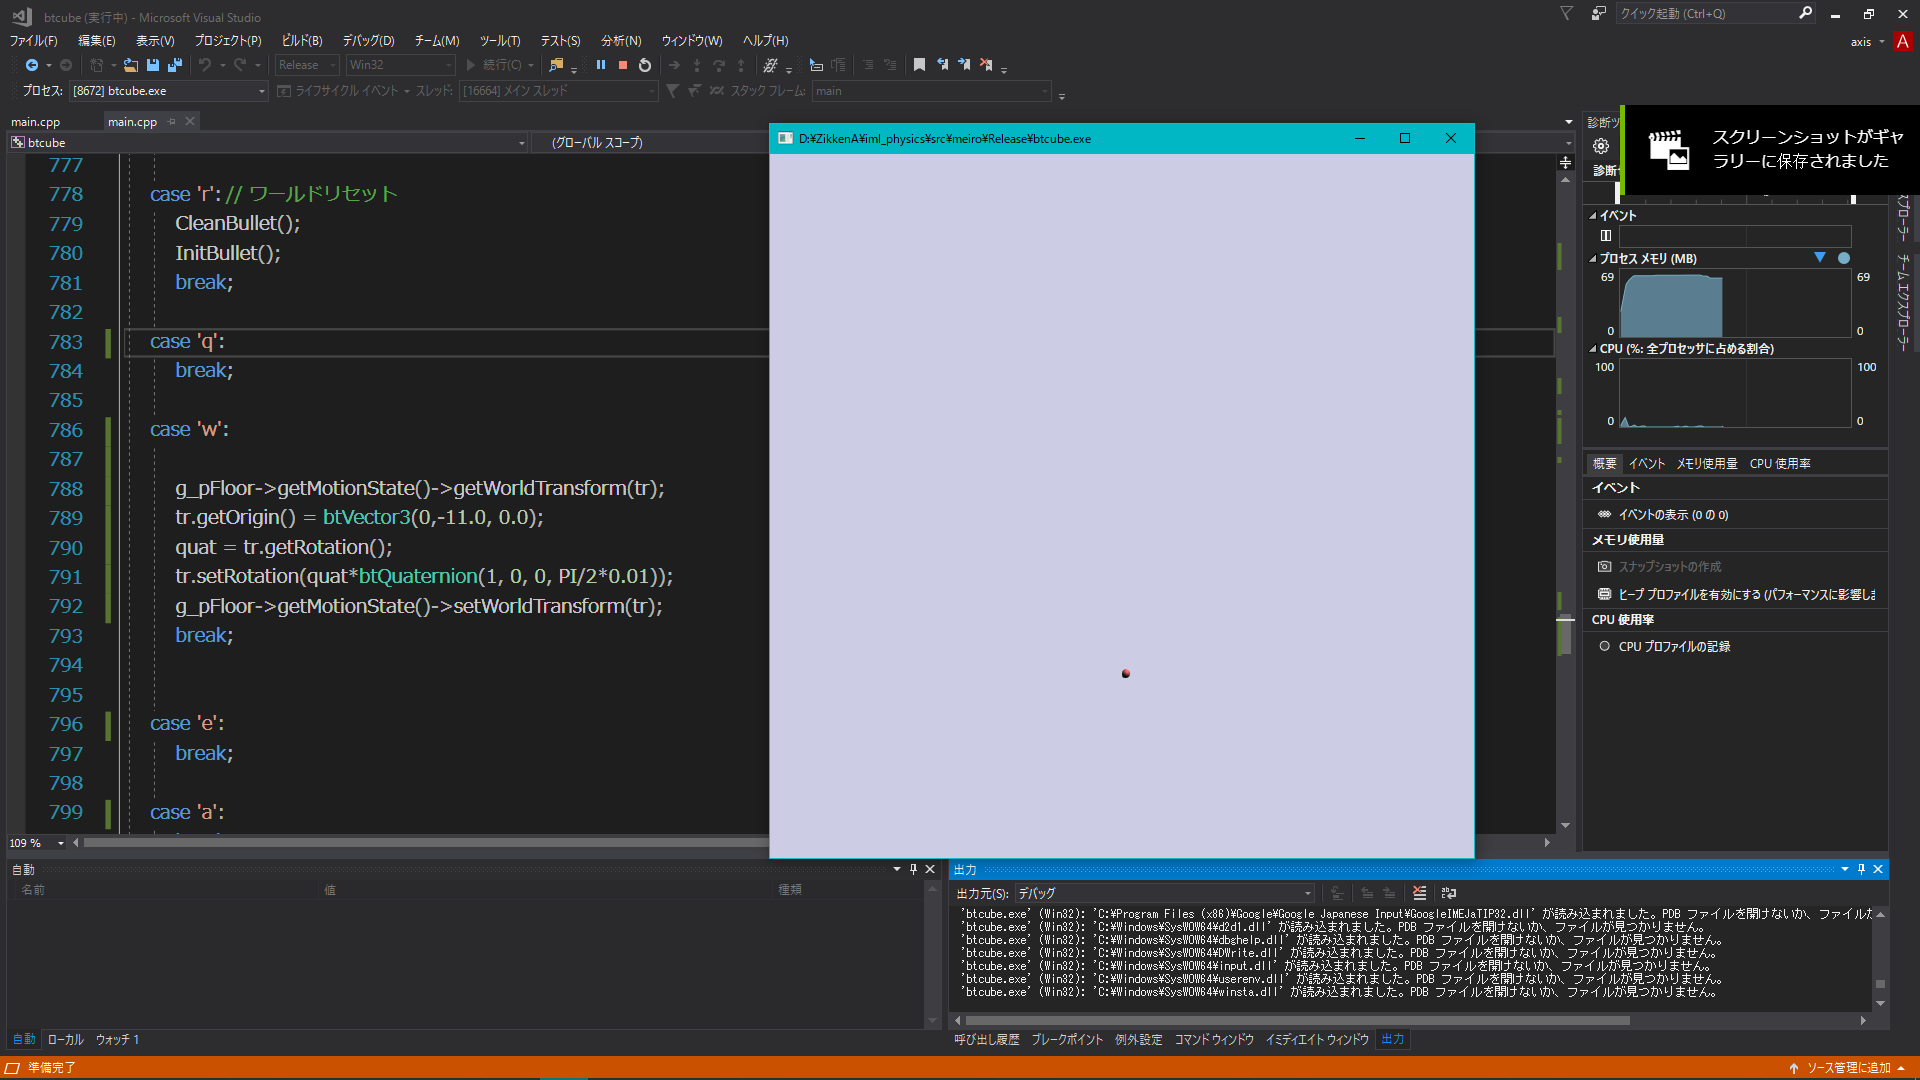 btcube (実行中) - Microsoft Visual Studio
クイック起動 (Ctrl+Q)
ファイル(F) 編集(E) 表示(V) プロジェクト(P) ビルド(B) デバッグ(D) チーム(M) ツール(T) テスト(S) 分析(N) ウィンドウ(W) ヘルプ(H)
axis A
Release Win32 続行(C)
プロセス: [8672] btcube.exe ライフサイクル イベント スレッド: [16664] メイン スレッド スタック フレーム: main
main.cpp main.cpp
btcube (グローバル スコープ)
777
778 case 'r': // ワールドリセット
779 CleanBullet();
780 InitBullet();
781 break;
782
783 case 'q':
784 break;
785
786 case 'w':
787
788 g_pFloor->getMotionState()->getWorldTransform(tr);
789 tr.getOrigin() = btVector3(0,-11.0, 0.0);
790 quat = tr.getRotation();
791 tr.setRotation(quat*btQuaternion(1, 0, 0, PI/2*0.01));
792 g_pFloor->getMotionState()->setWorldTransform(tr);
793 break;
794
795
796 case 'e':
797 break;
798
799 case 'a':
109 %
D:¥ZikkenA¥iml_physics¥src¥meiro¥Release¥btcube.exe
スクリーンショットがギャ
ラリーに保存されました
診断ツ
診断セ
イベント
プロセス メモリ (MB)
69 69
0 0
CPU (%: 全プロセッサに占める割合)
100 100
0 0
概要 イベント メモリ使用量 CPU 使用率
イベント
イベントの表示 (0 の 0)
メモリ使用量
スナップショットの作成
ヒープ プロファイルを有効にする (パフォーマンスに影響しま
CPU 使用率
CPU プロファイルの記録
スプローラー
チーム エクスプローラー
自動
名前 値 種類
自動 ローカル ウォッチ 1
出力
出力元(S): デバッグ
'btcube.exe' (Win32): 'C:¥Program Files (x86)¥Google¥Google Japanese Input¥GoogleIMEJaTIP32.dll' が読み込まれました。PDB ファイルを開けないか、ファイルが
'btcube.exe' (Win32): 'C:¥Windows¥SysWOW64¥d2d1.dll' が読み込まれました。PDB ファイルを開けないか、ファイルが見つかりません。
'btcube.exe' (Win32): 'C:¥Windows¥SysWOW64¥dbghelp.dll' が読み込まれました。PDB ファイルを開けないか、ファイルが見つかりません。
'btcube.exe' (Win32): 'C:¥Windows¥SysWOW64¥DWrite.dll' が読み込まれました。PDB ファイルを開けないか、ファイルが見つかりません。
'btcube.exe' (Win32): 'C:¥Windows¥SysWOW64¥input.dll' が読み込まれました。PDB ファイルを開けないか、ファイルが見つかりません。
'btcube.exe' (Win32): 'C:¥Windows¥SysWOW64¥userenv.dll' が読み込まれました。PDB ファイルを開けないか、ファイルが見つかりません。
'btcube.exe' (Win32): 'C:¥Windows¥SysWOW64¥winsta.dll' が読み込まれました。PDB ファイルを開けないか、ファイルが見つかりません。
呼び出し履歴 ブレークポイント 例外設定 コマンド ウィンドウ イミディエイト ウィンドウ 出力
準備完了
ソース管理に追加